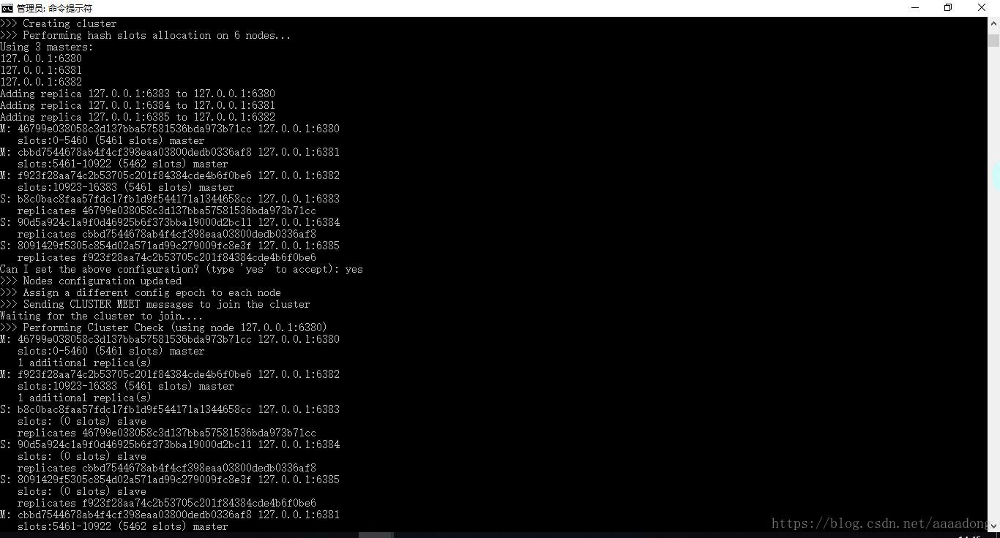 管理员: 命令提示符
>>> Creating cluster
>>> Performing hash slots allocation on 6 nodes...
Using 3 masters:
127.0.0.1:6380
127.0.0.1:6381
127.0.0.1:6382
Adding replica 127.0.0.1:6383 to 127.0.0.1:6380
Adding replica 127.0.0.1:6384 to 127.0.0.1:6381
Adding replica 127.0.0.1:6385 to 127.0.0.1:6382
M: 46799e038058c3d137bba57581536bda973b71cc 127.0.0.1:6380
   slots:0-5460 (5461 slots) master
M: cbbd7544678ab4f4cf398eaa03800dedb0336af8 127.0.0.1:6381
   slots:5461-10922 (5462 slots) master
M: f923f28aa74c2b53705c201f84384cde4b6f0be6 127.0.0.1:6382
   slots:10923-16383 (5461 slots) master
S: b8c0bac8faa57fdc17fb1d9f544171a1344658cc 127.0.0.1:6383
   replicates 46799e038058c3d137bba57581536bda973b71cc
S: 90d5a924c1a9f0d46925b6f373bba19000d2bc11 127.0.0.1:6384
   replicates cbbd7544678ab4f4cf398eaa03800dedb0336af8
S: 8091429f5305c854d02a571ad99c279009fc8e3f 127.0.0.1:6385
   replicates f923f28aa74c2b53705c201f84384cde4b6f0be6
Can I set the above configuration? (type 'yes' to accept): yes
>>> Nodes configuration updated
>>> Assign a different config epoch to each node
>>> Sending CLUSTER MEET messages to join the cluster
Waiting for the cluster to join....
>>> Performing Cluster Check (using node 127.0.0.1:6380)
M: 46799e038058c3d137bba57581536bda973b71cc 127.0.0.1:6380
   slots:0-5460 (5461 slots) master
   1 additional replica(s)
M: f923f28aa74c2b53705c201f84384cde4b6f0be6 127.0.0.1:6382
   slots:10923-16383 (5461 slots) master
   1 additional replica(s)
S: b8c0bac8faa57fdc17fb1d9f544171a1344658cc 127.0.0.1:6383
   slots: (0 slots) slave
   replicates 46799e038058c3d137bba57581536bda973b71cc
S: 90d5a924c1a9f0d46925b6f373bba19000d2bc11 127.0.0.1:6384
   slots: (0 slots) slave
   replicates cbbd7544678ab4f4cf398eaa03800dedb0336af8
S: 8091429f5305c854d02a571ad99c279009fc8e3f 127.0.0.1:6385
   slots: (0 slots) slave
   replicates f923f28aa74c2b53705c201f84384cde4b6f0be6
M: cbbd7544678ab4f4cf398eaa03800dedb0336af8 127.0.0.1:6381
   slots:5461-10922 (5462 slots) master
https://blog.csdn.net/aaaadong